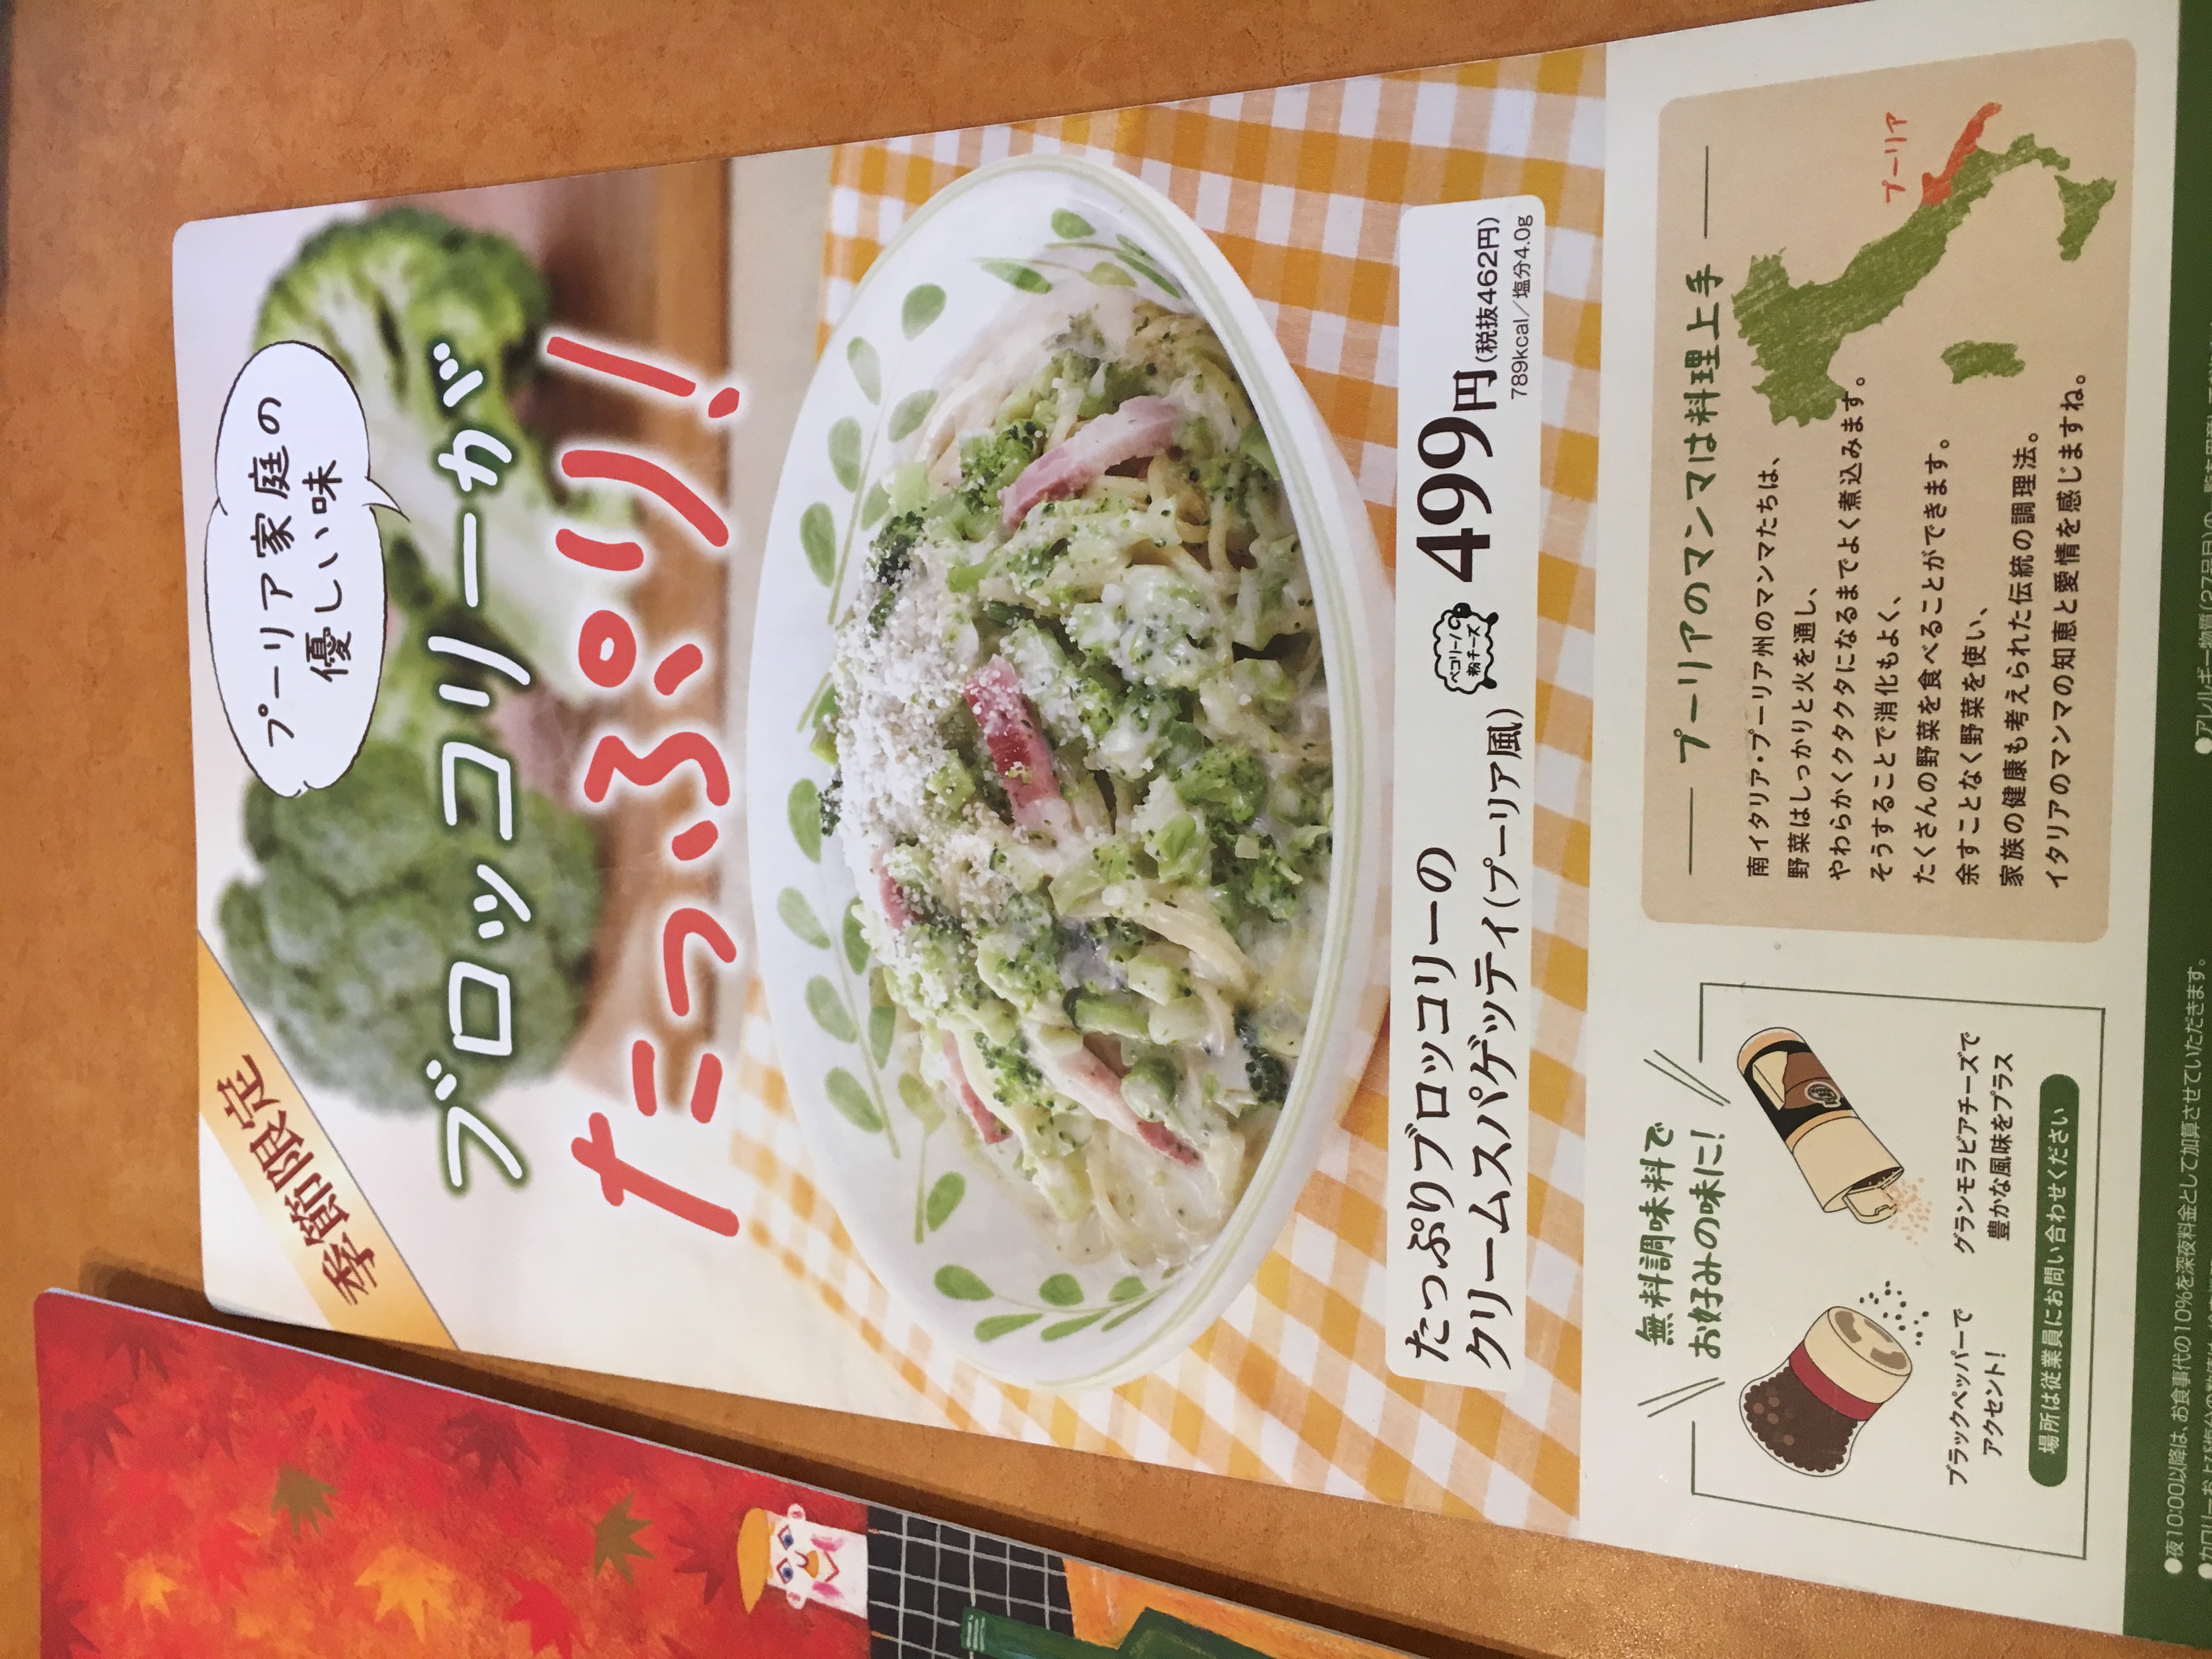 季節限定
プーリア家庭の
優しい味
ブロッコリーが
たっぷり!
たっぷりブロッコリーの
クリームスパゲッティ(プーリア風)
ペコリーノ
粉チーズ
499円(税抜462円)
789kcal/塩分4.0g
無料調味料で
お好みの味に!
ブラックペッパーで
アクセント!
グランモラビアチーズで
豊かな風味をプラス
場所は従業員にお問い合わせください
プーリアのマンマは料理上手
南イタリア・プーリア州のマンマたちは、
野菜はしっかりと火を通し、
やわらかくクタクタになるまでよく煮込みます。
そうすることで消化もよく、
たくさんの野菜を食べることができます。
余すことなく野菜を使い、
家族の健康も考えられた伝統の調理法。
イタリアのマンマの知恵と愛情を感じますね。
プーリア
●夜10:00以降は、お食事代の10%を深夜料金として加算させていただきます。
●カロリーおよび塩分の数値は、
●アレルギー物質(27品目)の一覧を用意して